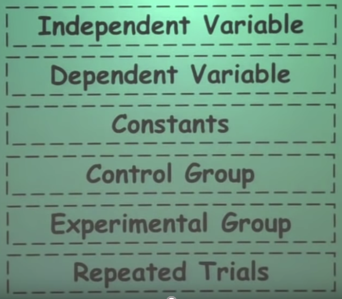 Independent Variable
Dependent Variable
Constants
Control Group
Experimental Group
Repeated Trials